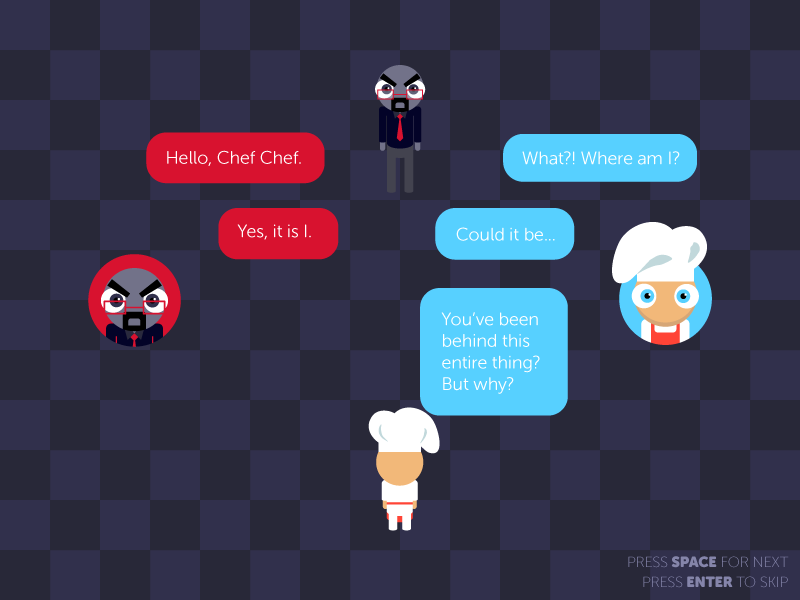 Hello, Chef Chef.
What?! Where am I?
Could it be...
Yes, it is I.
You've been
behind this
entire thing?
But why?
PRESS SPACE FOR NEXT
PRESS ENTER TO SKIP